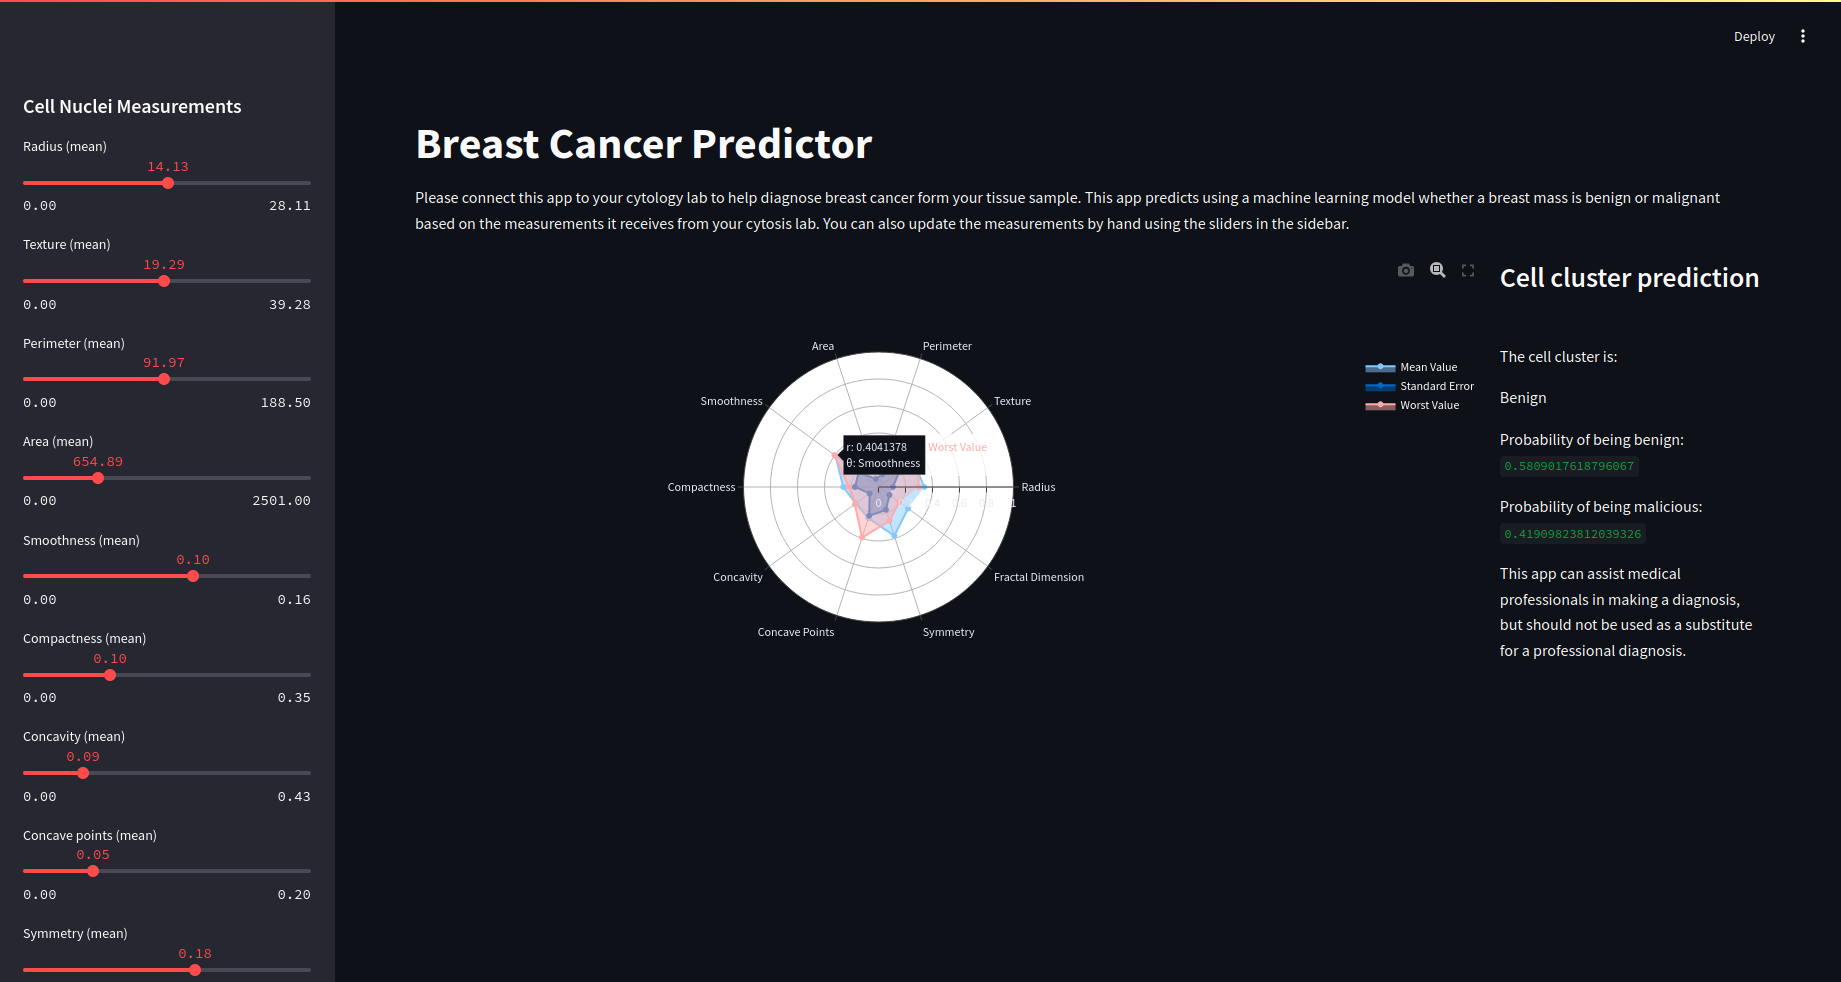 Deploy
Cell Nuclei Measurements
Radius (mean)
14.13
0.00 28.11
Texture (mean)
19.29
0.00 39.28
Perimeter (mean)
91.97
0.00 188.50
Area (mean)
654.89
0.00 2501.00
Smoothness (mean)
0.10
0.00 0.16
Compactness (mean)
0.10
0.00 0.35
Concavity (mean)
0.09
0.00 0.43
Concave points (mean)
0.05
0.00 0.20
Symmetry (mean)
0.18
Breast Cancer Predictor
Please connect this app to your cytology lab to help diagnose breast cancer form your tissue sample. This app predicts using a machine learning model whether a breast mass is benign or malignant
based on the measurements it receives from your cytosis lab. You can also update the measurements by hand using the sliders in the sidebar.
Area Perimeter
Smoothness Texture
r: 0.4041378 Worst Value
θ: Smoothness
Compactness Radius
0 0.4 0.6 0.8 1
Concavity Fractal Dimension
Concave Points Symmetry
Mean Value
Standard Error
Worst Value
Cell cluster prediction
The cell cluster is:
Benign
Probability of being benign:
0.5809017618796067
Probability of being malicious:
0.41909823812039326
This app can assist medical
professionals in making a diagnosis,
but should not be used as a substitute
for a professional diagnosis.